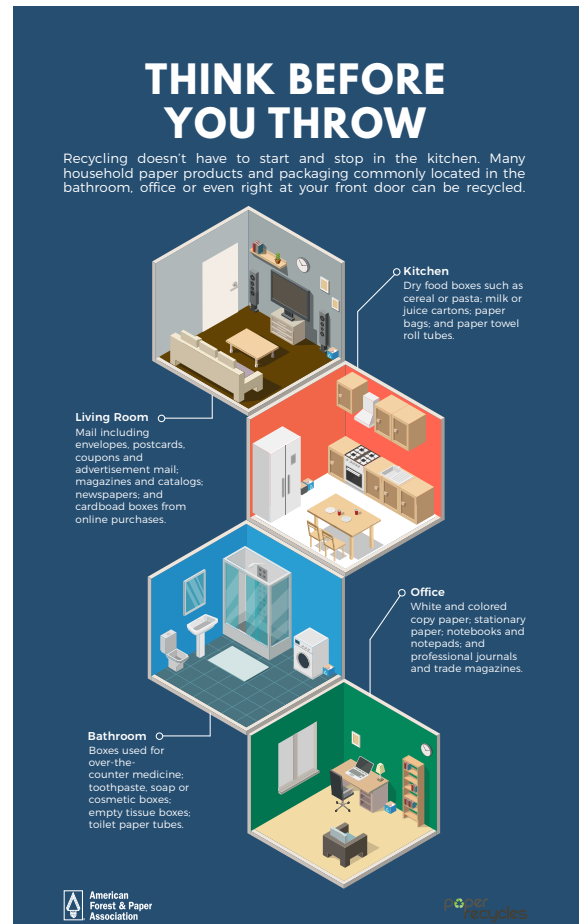 THINK BEFORE
YOU THROW
Recycling doesn't have to start and stop in the kitchen. Many
household paper products and packaging commonly located in the
bathroom, office or even right at your front door can be recycled.
Kitchen
Dry food boxes such as
cereal or pasta; milk or
juice cartons; paper
bags; and paper towel
roll tubes.
Living Room
Mail including
envelopes, postcards,
coupons and
advertisement mail;
magazines and catalogs;
newspapers; and
cardboad boxes from
online purchases.
Office
White and colored
copy paper; stationary
paper; notebooks and
notepads; and
professional journals
and trade magazines.
Bathroom
Boxes used for
over-the-
counter medicine;
toothpaste, soap or
cosmetic boxes;
empty tissue boxes;
toilet paper tubes.
American
Forest & Paper
Association
paper
recycles